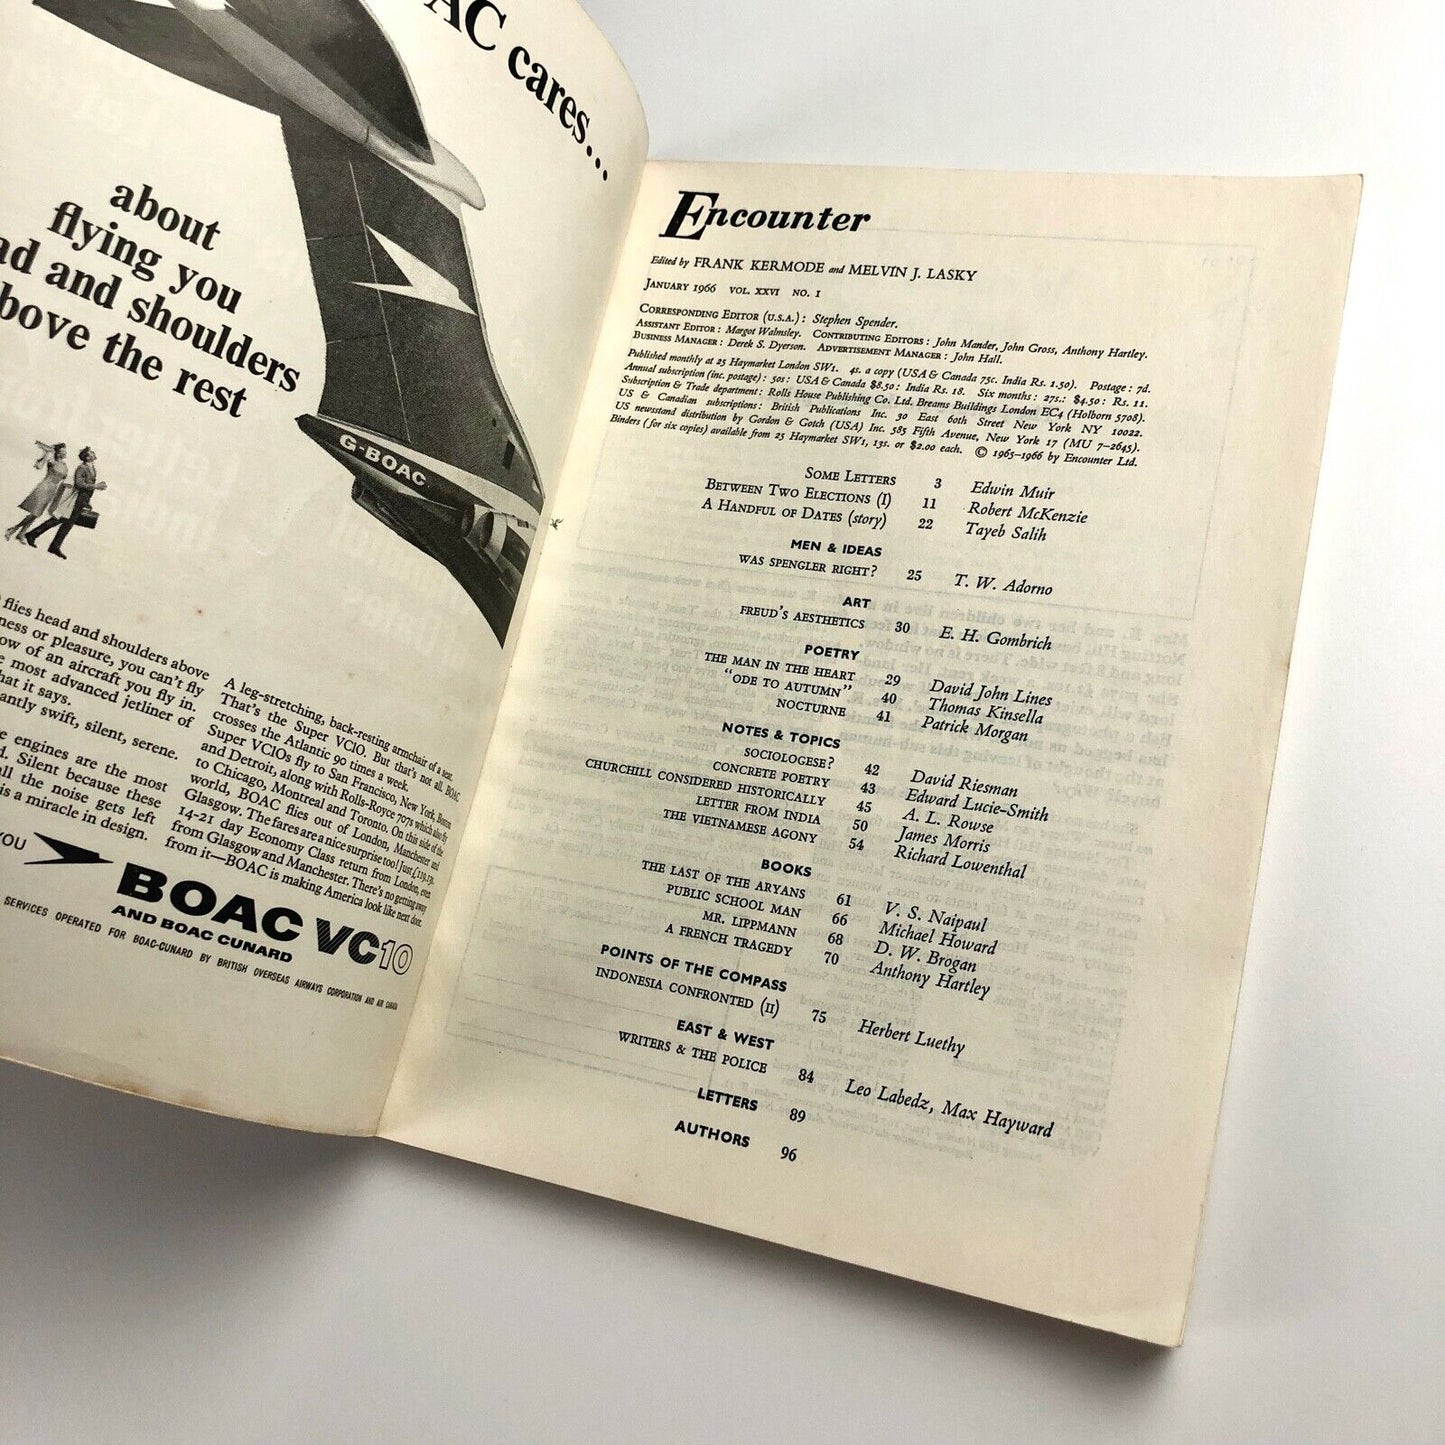 AC cares...
about
flying you
and shoulders
above the rest
G-BOAC
flies head and shoulders above
ness or pleasure, you can't fly
of an aircraft you fly in.
most advanced jetliner of
what it says.
swift, silent, serene.
engines are the most
Silent because these
all the noise gets left
is a miracle in design.
A leg-stretching, back-resting armchair of a seat.
That's the Super VC10. But that's not all. BOAC
crosses the Atlantic 90 times a week.
Super VC10s fly to San Francisco, New York, Boston
and Detroit, along with Rolls-Royce 707s which also fly
to Chicago, Montreal and Toronto. On this side of the
world, BOAC flies out of London, Manchester and
Glasgow. The fares are a nice surprise too! Just £119.19.
14-21 day Economy Class return from London, even
from Glasgow and Manchester. There's no getting away
from it—BOAC is making America look like next door.
YOU
BOAC VC10
AND BOAC CUNARD
SERVICES OPERATED FOR BOAC-CUNARD BY BRITISH OVERSEAS AIRWAYS CORPORATION AND AIR CANADA
Encounter
Edited by FRANK KERMODE and MELVIN J. LASKY
JANUARY 1966 VOL. XXVI NO. 1
CORRESPONDING EDITOR (U.S.A.): Stephen Spender.
ASSISTANT EDITOR: Margot Walmsley. CONTRIBUTING EDITORS: John Mander, John Gross, Anthony Hartley.
BUSINESS MANAGER: Derek S. Dyerson. ADVERTISEMENT MANAGER: John Hall.
Published monthly at 25 Haymarket London SW1. 4s. a copy (USA & Canada 75c. India Rs. 1.50). Postage: 7d.
Annual subscription (inc. postage): 50s: USA & Canada $8.50: India Rs. 18. Six months: 27s.: $4.50: Rs. 11.
Subscription & Trade department: Rolls House Publishing Co. Ltd. Breams Buildings London EC4 (Holborn 5708).
US & Canadian subscriptions: British Publications Inc. 30 East 60th Street New York NY 10022.
US newsstand distribution by Gordon & Gotch (USA) Inc. 585 Fifth Avenue, New York 17 (MU 7-2645).
Binders (for six copies) available from 25 Haymarket SW1, 13s. or $2.00 each. © 1965-1966 by Encounter Ltd.
SOME LETTERS 3 Edwin Muir
BETWEEN TWO ELECTIONS (I) 11 Robert McKenzie
A HANDFUL OF DATES (story) 22 Tayeb Salih
MEN & IDEAS
WAS SPENGLER RIGHT? 25 T. W. Adorno
ART
FREUD'S AESTHETICS 30 E. H. Gombrich
POETRY
THE MAN IN THE HEART 29 David John Lines
"ODE TO AUTUMN" 40 Thomas Kinsella
NOCTURNE 41 Patrick Morgan
NOTES & TOPICS
SOCIOLOGESE? 42 David Riesman
CONCRETE POETRY 43 Edward Lucie-Smith
CHURCHILL CONSIDERED HISTORICALLY 45 A. L. Rowse
LETTER FROM INDIA 50 James Morris
THE VIETNAMESE AGONY 54 Richard Lowenthal
BOOKS
THE LAST OF THE ARYANS 61 V. S. Naipaul
PUBLIC SCHOOL MAN 66 Michael Howard
MR. LIPPMANN 68 D. W. Brogan
A FRENCH TRAGEDY 70 Anthony Hartley
POINTS OF THE COMPASS
INDONESIA CONFRONTED (II) 75 Herbert Luethy
EAST & WEST
WRITERS & THE POLICE 84 Leo Labedz, Max Hayward
LETTERS 89
AUTHORS 96